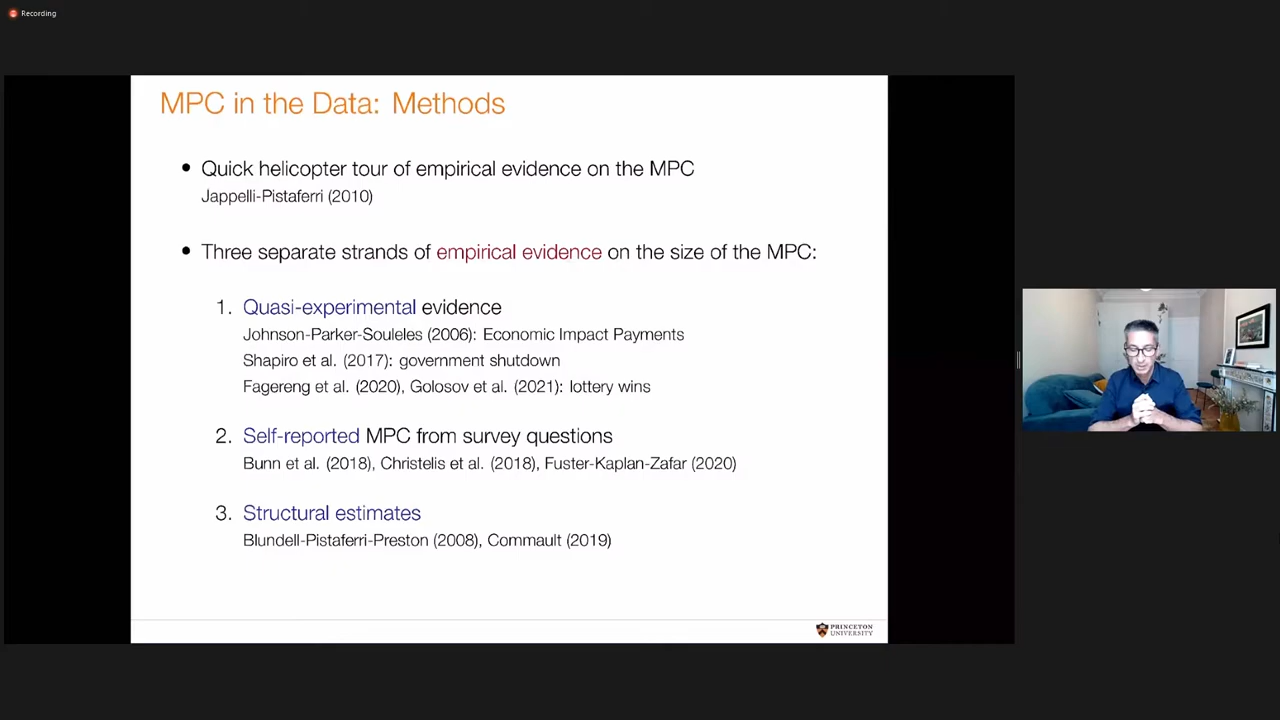 Recording
MPC in the Data: Methods
• Quick helicopter tour of empirical evidence on the MPC
Jappelli-Pistaferri (2010)
• Three separate strands of empirical evidence on the size of the MPC:
1. Quasi-experimental evidence
Johnson-Parker-Souleles (2006): Economic Impact Payments
Shapiro et al. (2017): government shutdown
Fagereng et al. (2020), Golosov et al. (2021): lottery wins
2. Self-reported MPC from survey questions
Bunn et al. (2018), Christelis et al. (2018), Fuster-Kaplan-Zafar (2020)
3. Structural estimates
Blundell-Pistaferri-Preston (2008), Commault (2019)
PRINCETON
UNIVERSITY